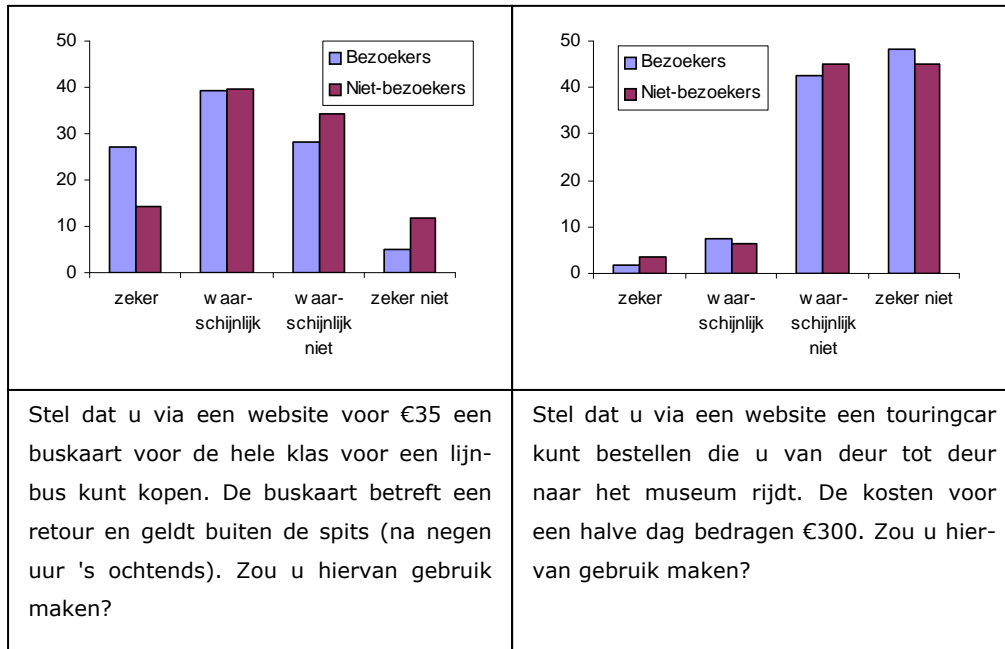 50
40
30
20
10
0
Bezoekers
Niet-bezoekers
zeker
waar-
schijnlijk
waar-
schijnlijk
niet
zeker niet
50
40
30
20
10
0
Bezoekers
Niet-bezoekers
zeker
waar-
schijnlijk
waar-
schijnlijk
niet
zeker niet
Stel dat u via een website voor €35 een
buskaart voor de hele klas voor een lijn-
bus kunt kopen. De buskaart betreft een
retour en geldt buiten de spits (na negen
uur 's ochtends). Zou u hiervan gebruik
maken?
Stel dat u via een website een touringcar
kunt bestellen die u van deur tot deur
naar het museum rijdt. De kosten voor
een halve dag bedragen €300. Zou u hier-
van gebruik maken?